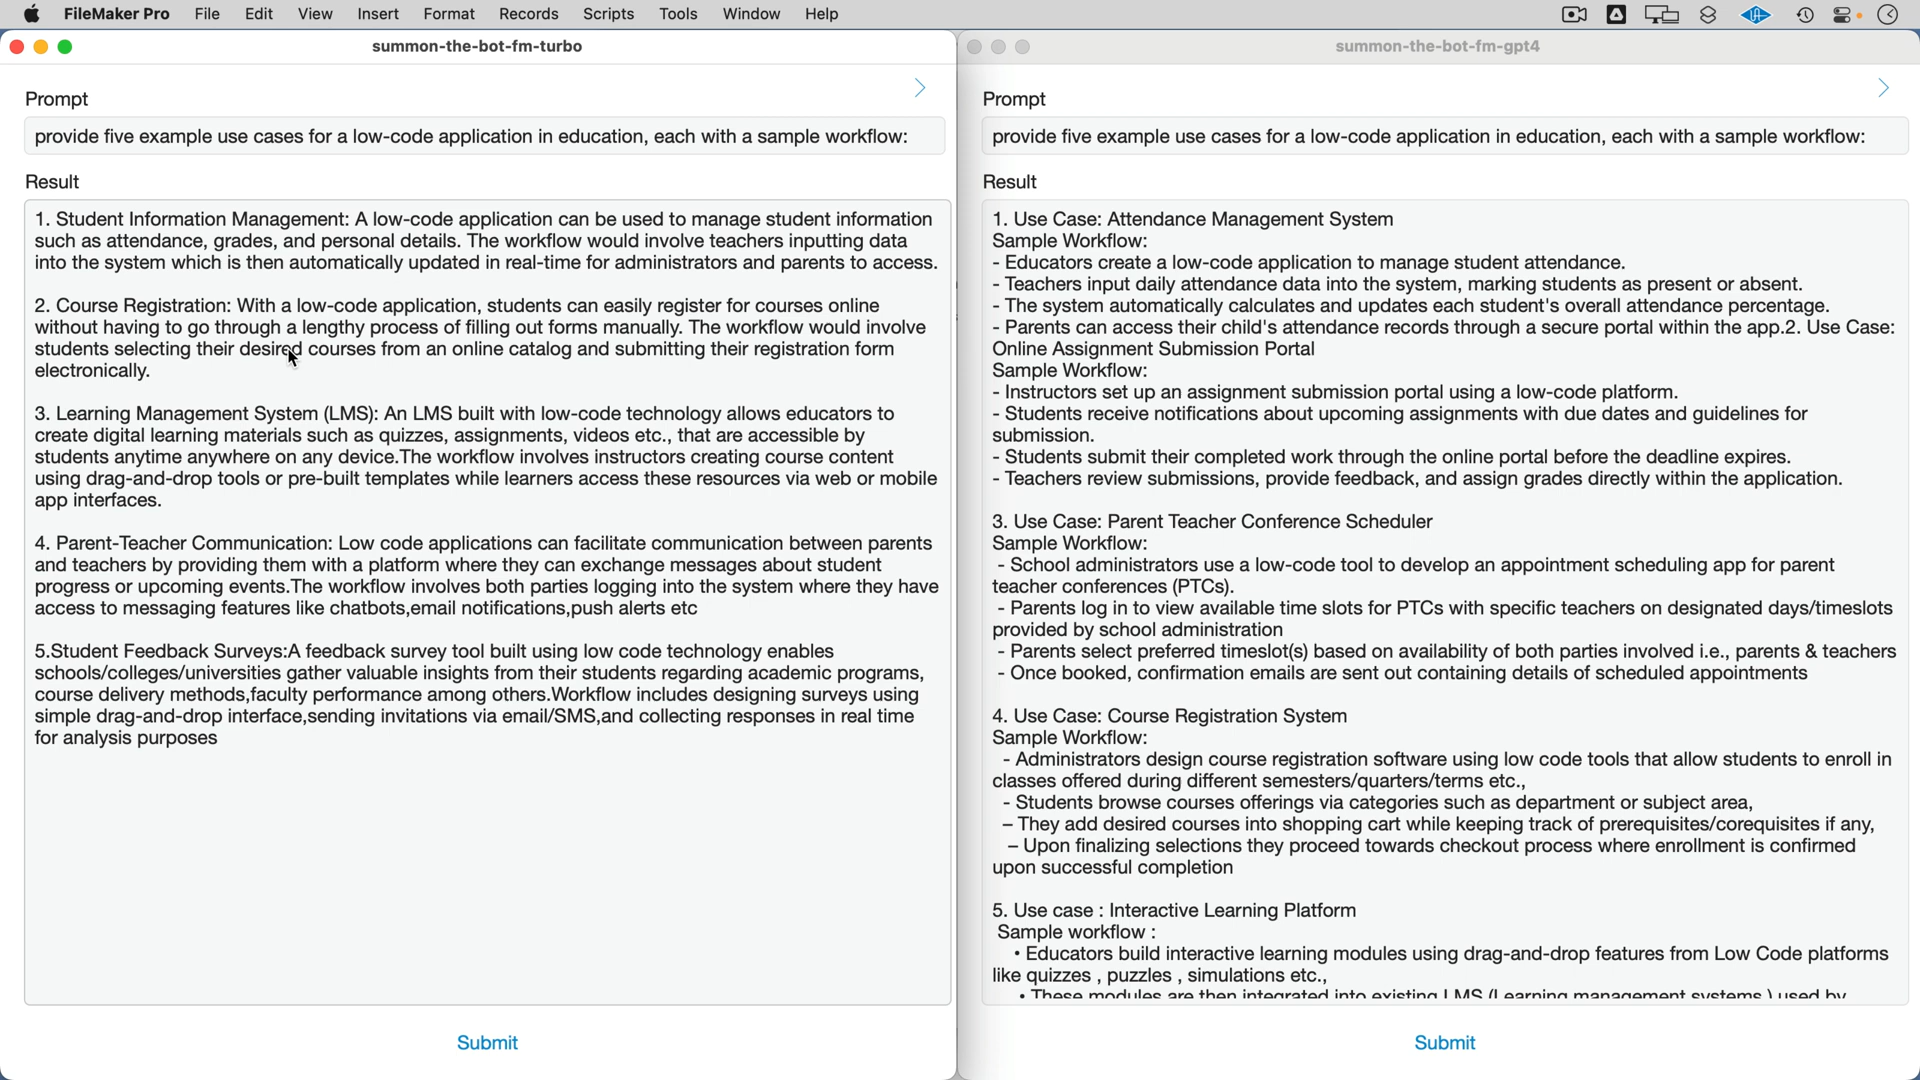 FileMaker Pro File Edit View Insert Format Records Scripts Tools Window Help
summon-the-bot-fm-turbo
Prompt
provide five example use cases for a low-code application in education, each with a sample workflow:
Result
1. Student Information Management: A low-code application can be used to manage student information
such as attendance, grades, and personal details. The workflow would involve teachers inputting data
into the system which is then automatically updated in real-time for administrators and parents to access.
2. Course Registration: With a low-code application, students can easily register for courses online
without having to go through a lengthy process of filling out forms manually. The workflow would involve
students selecting their desired courses from an online catalog and submitting their registration form
electronically.
3. Learning Management System (LMS): An LMS built with low-code technology allows educators to
create digital learning materials such as quizzes, assignments, videos etc., that are accessible by
students anytime anywhere on any device.The workflow involves instructors creating course content
using drag-and-drop tools or pre-built templates while learners access these resources via web or mobile
app interfaces.
4. Parent-Teacher Communication: Low code applications can facilitate communication between parents
and teachers by providing them with a platform where they can exchange messages about student
progress or upcoming events.The workflow involves both parties logging into the system where they have
access to messaging features like chatbots,email notifications,push alerts etc
5.Student Feedback Surveys:A feedback survey tool built using low code technology enables
schools/colleges/universities gather valuable insights from their students regarding academic programs,
course delivery methods,faculty performance among others.Workflow includes designing surveys using
simple drag-and-drop interface,sending invitations via email/SMS,and collecting responses in real time
for analysis purposes
Submit
summon-the-bot-fm-gpt4
Prompt
provide five example use cases for a low-code application in education, each with a sample workflow:
Result
1. Use Case: Attendance Management System
Sample Workflow:
- Educators create a low-code application to manage student attendance.
- Teachers input daily attendance data into the system, marking students as present or absent.
- The system automatically calculates and updates each student's overall attendance percentage.
- Parents can access their child's attendance records through a secure portal within the app.2. Use Case:
Online Assignment Submission Portal
Sample Workflow:
- Instructors set up an assignment submission portal using a low-code platform.
- Students receive notifications about upcoming assignments with due dates and guidelines for
submission.
- Students submit their completed work through the online portal before the deadline expires.
- Teachers review submissions, provide feedback, and assign grades directly within the application.
3. Use Case: Parent Teacher Conference Scheduler
Sample Workflow:
- School administrators use a low-code tool to develop an appointment scheduling app for parent
teacher conferences (PTCs).
- Parents log in to view available time slots for PTCs with specific teachers on designated days/timeslots
provided by school administration
- Parents select preferred timeslot(s) based on availability of both parties involved i.e., parents & teachers
- Once booked, confirmation emails are sent out containing details of scheduled appointments
4. Use Case: Course Registration System
Sample Workflow:
- Administrators design course registration software using low code tools that allow students to enroll in
classes offered during different semesters/quarters/terms etc.,
- Students browse courses offerings via categories such as department or subject area,
– They add desired courses into shopping cart while keeping track of prerequisites/corequisites if any,
– Upon finalizing selections they proceed towards checkout process where enrollment is confirmed
upon successful completion
5. Use case : Interactive Learning Platform
Sample workflow :
• Educators build interactive learning modules using drag-and-drop features from Low Code platforms
like quizzes , puzzles , simulations etc.,
• These modules are then integrated into existing LMS (Learning management systems ) used by
Submit